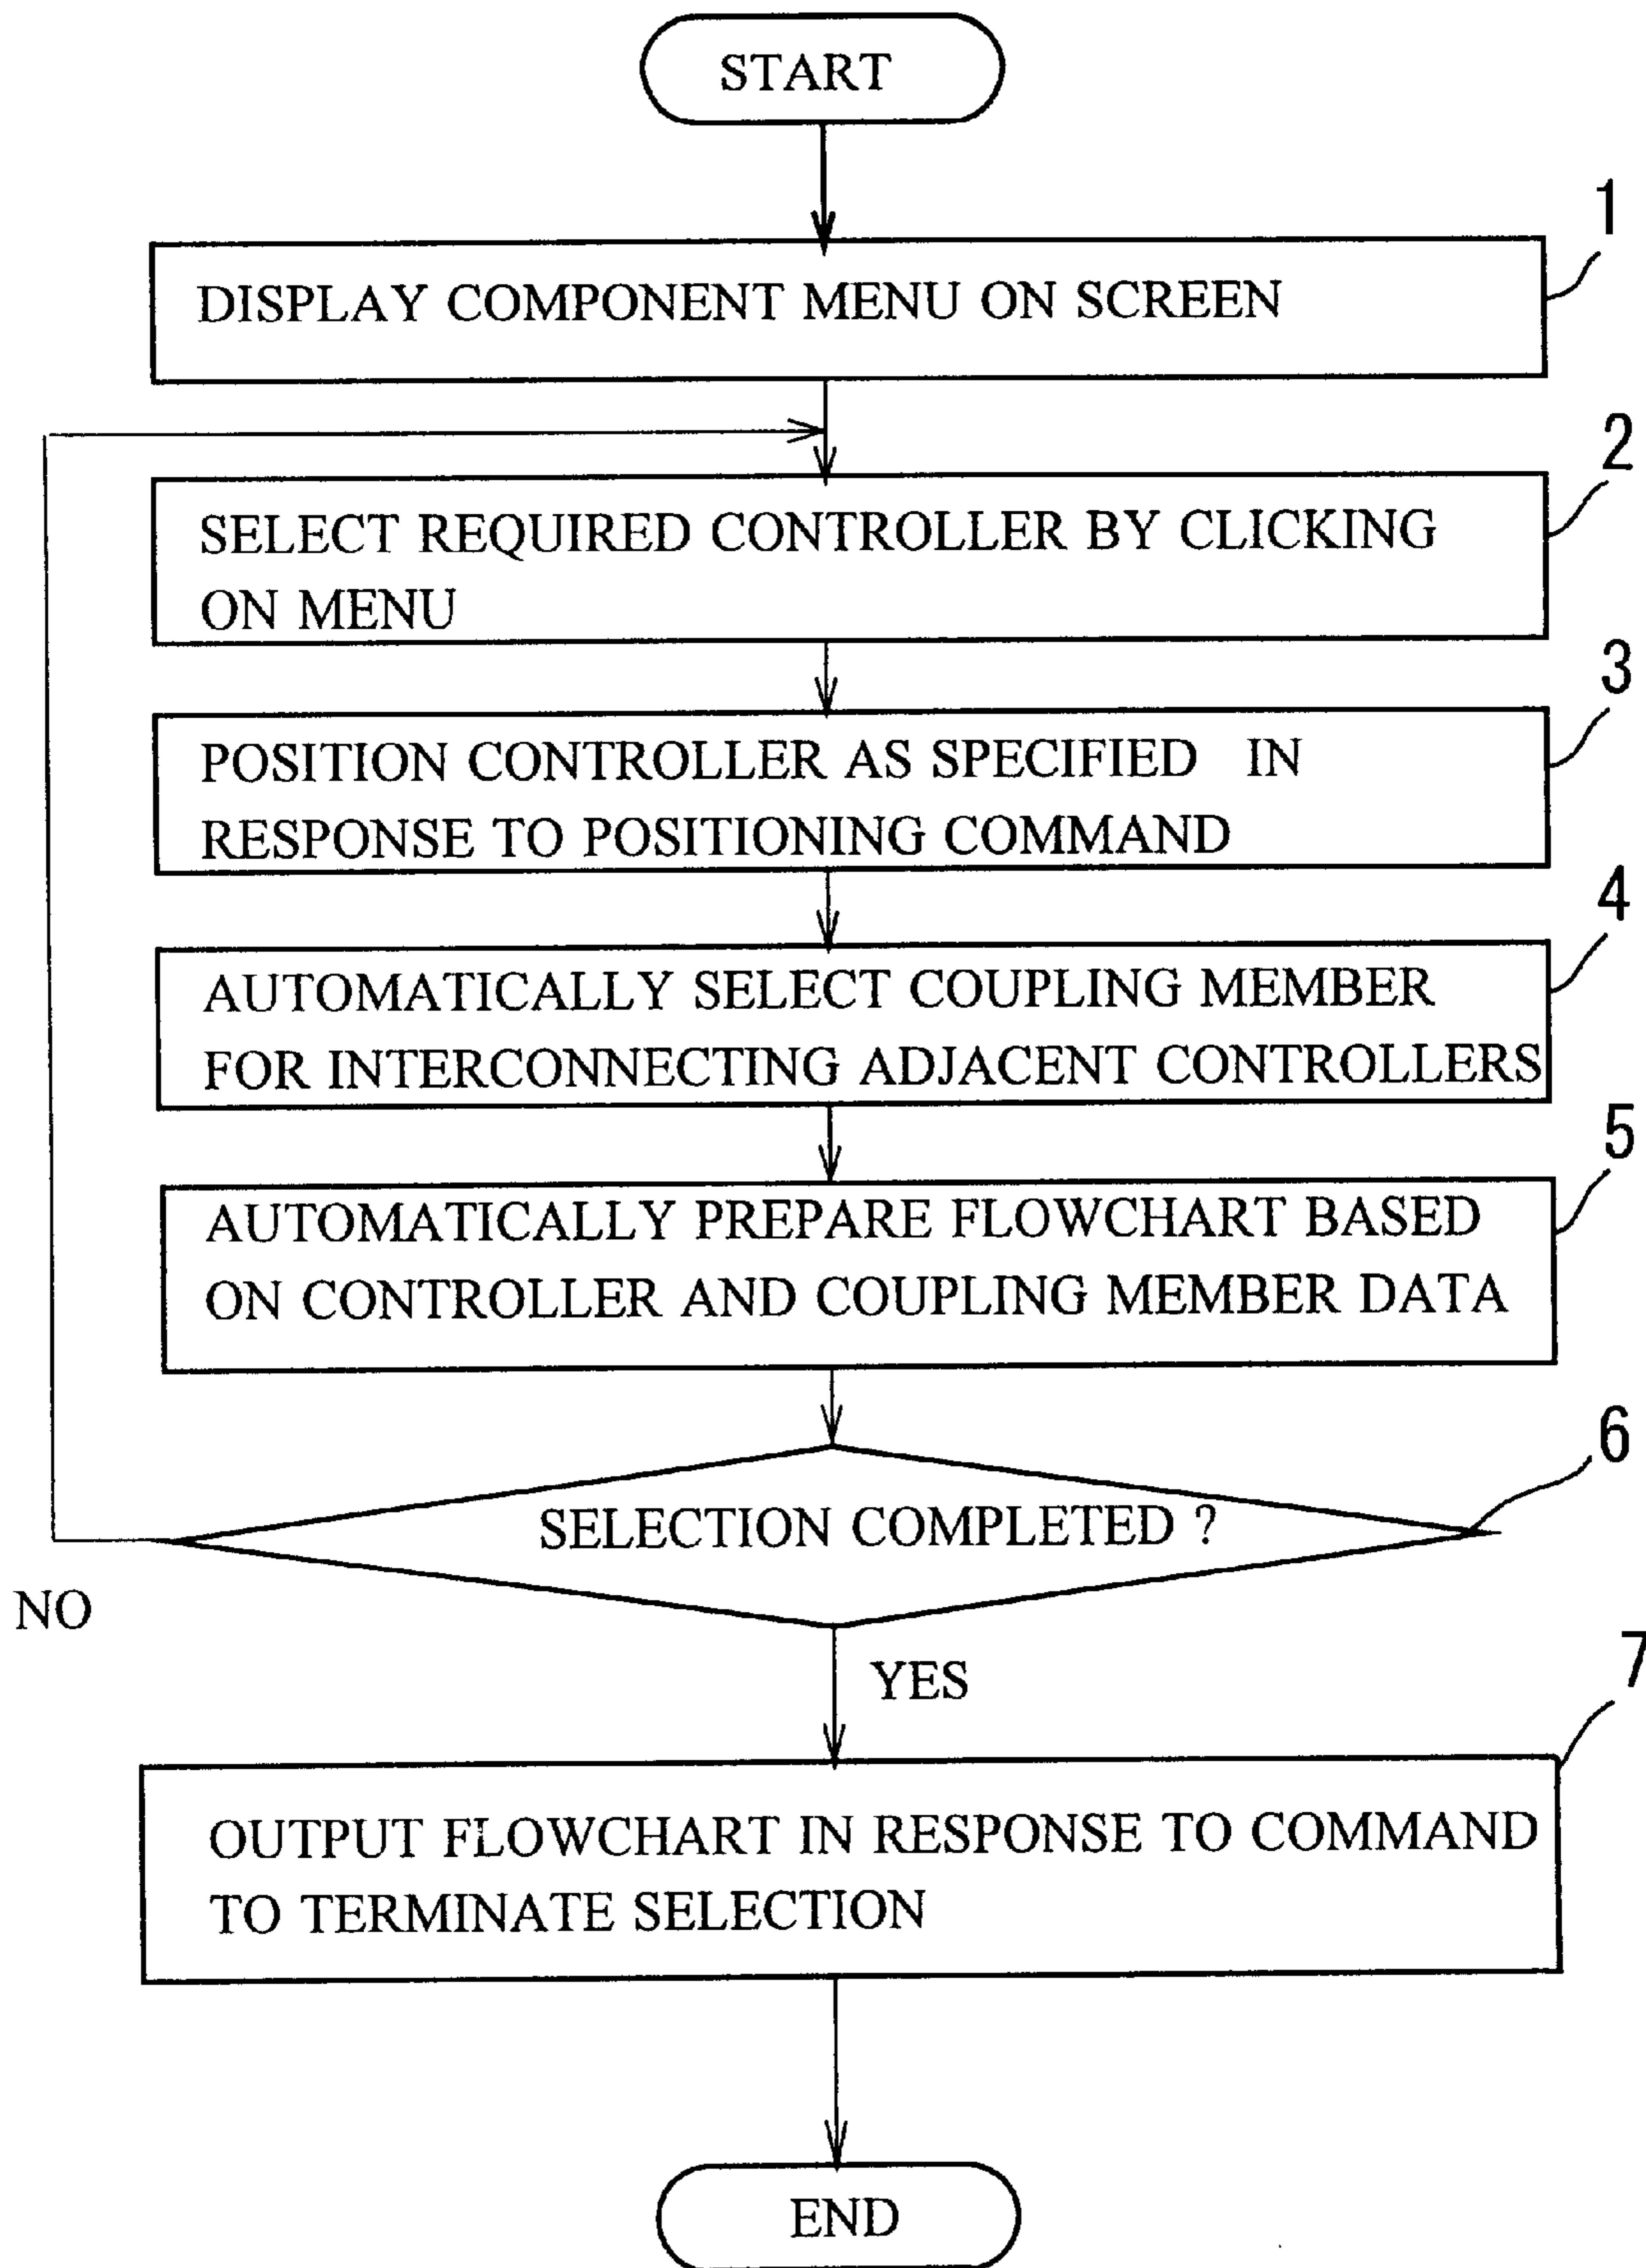 START
1
DISPLAY COMPONENT MENU ON SCREEN
2
SELECT REQUIRED CONTROLLER BY CLICKING
ON MENU
3
POSITION CONTROLLER AS SPECIFIED IN
RESPONSE TO POSITIONING COMMAND
4
AUTOMATICALLY SELECT COUPLING MEMBER
FOR INTERCONNECTING ADJACENT CONTROLLERS
5
AUTOMATICALLY PREPARE FLOWCHART BASED
ON CONTROLLER AND COUPLING MEMBER DATA
6
SELECTION COMPLETED ?
NO
YES
7
OUTPUT FLOWCHART IN RESPONSE TO COMMAND
TO TERMINATE SELECTION
END